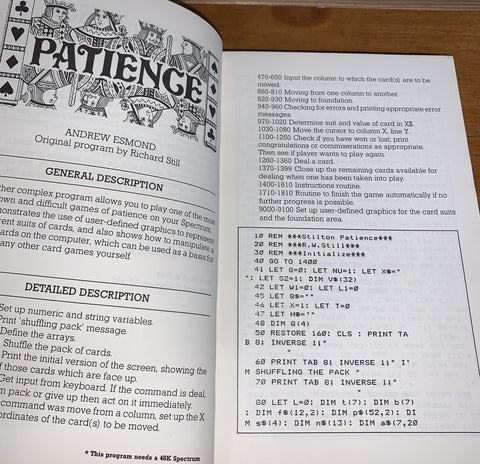 PATIENCE
ANDREW ESMOND
Original program by Richard Still
GENERAL DESCRIPTION
complex program allows you to play one of the most
and difficult games of patience on your Spectrum.
the use of user-defined graphics to represent
suits of cards, and also shows how to manipulate
on the computer, which can be used as a basis for
any other card games yourself.
DETAILED DESCRIPTION
Set up numeric and string variables.
Print 'shuffling pack' message.
Define the arrays.
Shuffle the pack of cards.
Print the initial version of the screen, showing the
of those cards which are face up.
Get input from keyboard. If the command is deal,
pack or give up then act on it immediately.
command was move from a column, set up the X
of the card(s) to be moved.
* This program needs a 48K Spectrum
470-650 Input the column to which the card(s) are to be
moved.
660-810 Moving from one column to another.
820-930 Moving to foundation.
940-960 Checking for errors and printing appropriate error
messages.
970-1020 Determine suit and value of card in X$.
1030-1080 Move the cursor to column X, line Y.
1100-1250 Check if you have won or lost, print
congratulations or commiserations as appropriate.
Then see if player wants to play again.
1260-1360 Deal a card.
1370-1399 Close up the remaining cards available for
dealing when one has been taken into play.
1400-1610 Instructions routine.
1710-1810 Routine to finish the game automatically if no
further progress is possible.
9000-9100 Set up user-defined graphics for the card suits
and the foundation area.
10 REM ***Stilton Patience***
20 REM ***R.W.Still***
30 REM ***Initialize***
40 GO TO 1400
41 LET G=0: LET NU=1: LET X$="
": LET S2=1: DIM V$(32)
42 LET W1=0: LET L1=0
45 LET Q$=""
46 LET X=1: LET T=0
47 LET H$=""
48 DIM Q(4)
50 RESTORE 160: CLS : PRINT TA
B 8; INVERSE 1;"
"
60 PRINT TAB 8; INVERSE 1;" I'
M SHUFFLING THE PACK "
70 PRINT TAB 8; INVERSE 1;"
"
80 LET L=0: DIM t(7): DIM b(7)
: DIM f$(12,2): DIM p$(52,2): DI
M s$(4): DIM n$(13): DIM a$(7,20